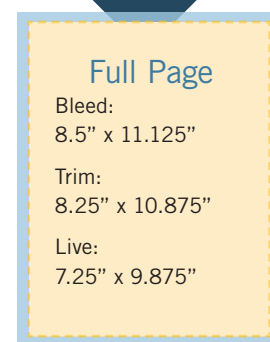 Full Page
Bleed:
8.5” x 11.125”
Trim:
8.25” x 10.875”
Live:
7.25” x 9.875”